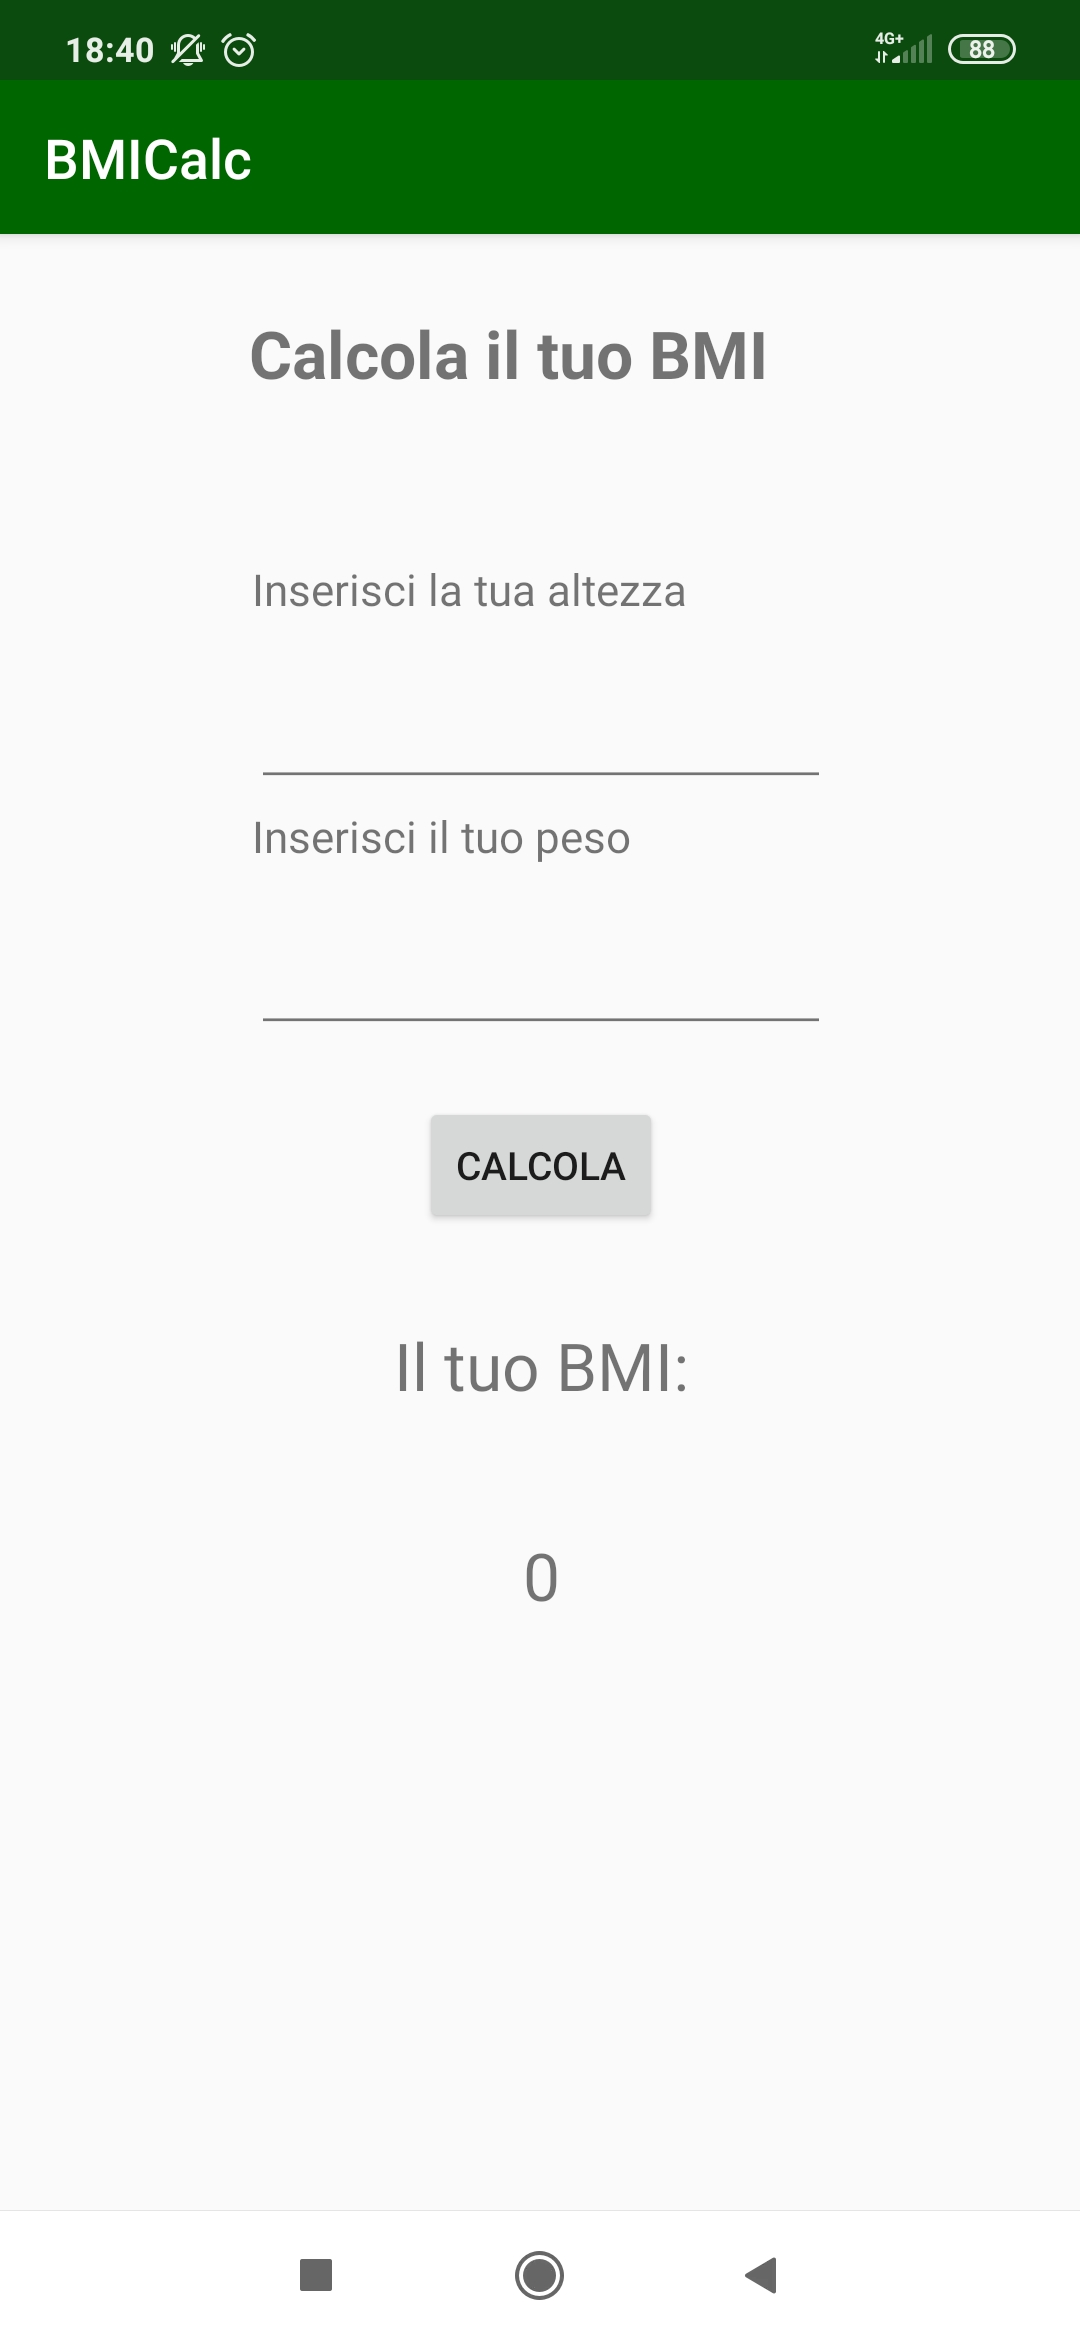 18:40 4G+ 88
BMICalc
Calcola il tuo BMI
Inserisci la tua altezza
Inserisci il tuo peso
CALCOLA
Il tuo BMI:
0